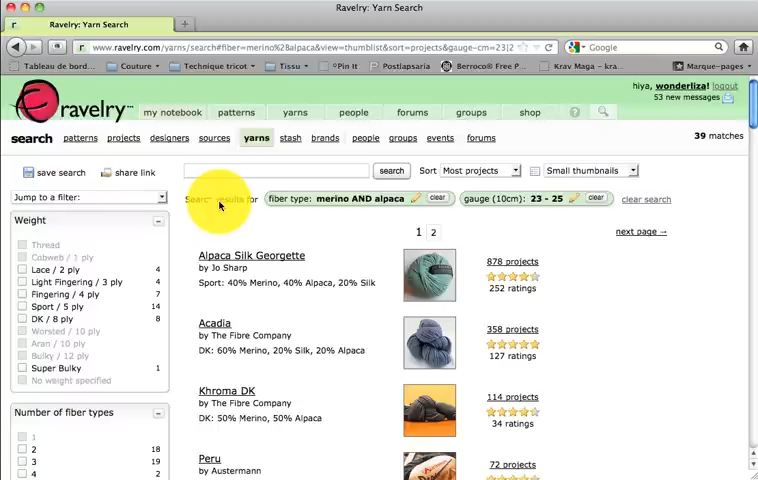 Ravelry: Yarn Search
Ravelry: Yarn Search
www.ravelry.com/yarns/search#fiber=merino%2Balpaca&view=thumblist&sort=projects&gauge-cm=23|2
Google
Tableau de bord...
Couture
Technique tricot
Tissu
°Pin It
Postlapsaria
Berroco® Free P...
Krav Maga - kra...
Marque-pages
ravelry
my notebook
patterns
yarns
people
forums
groups
shop
?
hiya, wonderliza! logout
53 new messages
search
patterns
projects
designers
sources
yarns
stash
brands
people
groups
events
forums
39 matches
save search
share link
search
Sort
Most projects
Small thumbnails
Jump to a filter:
Search results for
fiber type: merino AND alpaca
clear
gauge (10cm): 23 - 25
clear
clear search
1 2
next page →
Weight
Thread
Cobweb / 1 ply
Lace / 2 ply 4
Light Fingering / 3 ply 4
Fingering / 4 ply 7
Sport / 5 ply 14
DK / 8 ply 8
Worsted / 10 ply
Aran / 10 ply
Bulky / 12 ply
Super Bulky 1
No weight specified
Number of fiber types
1
2 18
3 19
4 2
Alpaca Silk Georgette
by Jo Sharp
Sport: 40% Merino, 40% Alpaca, 20% Silk
878 projects
252 ratings
Acadia
by The Fibre Company
DK: 60% Merino, 20% Silk, 20% Alpaca
358 projects
127 ratings
Khroma DK
by The Fibre Company
DK: 50% Merino, 50% Alpaca
114 projects
34 ratings
Peru
by Austermann
72 projects